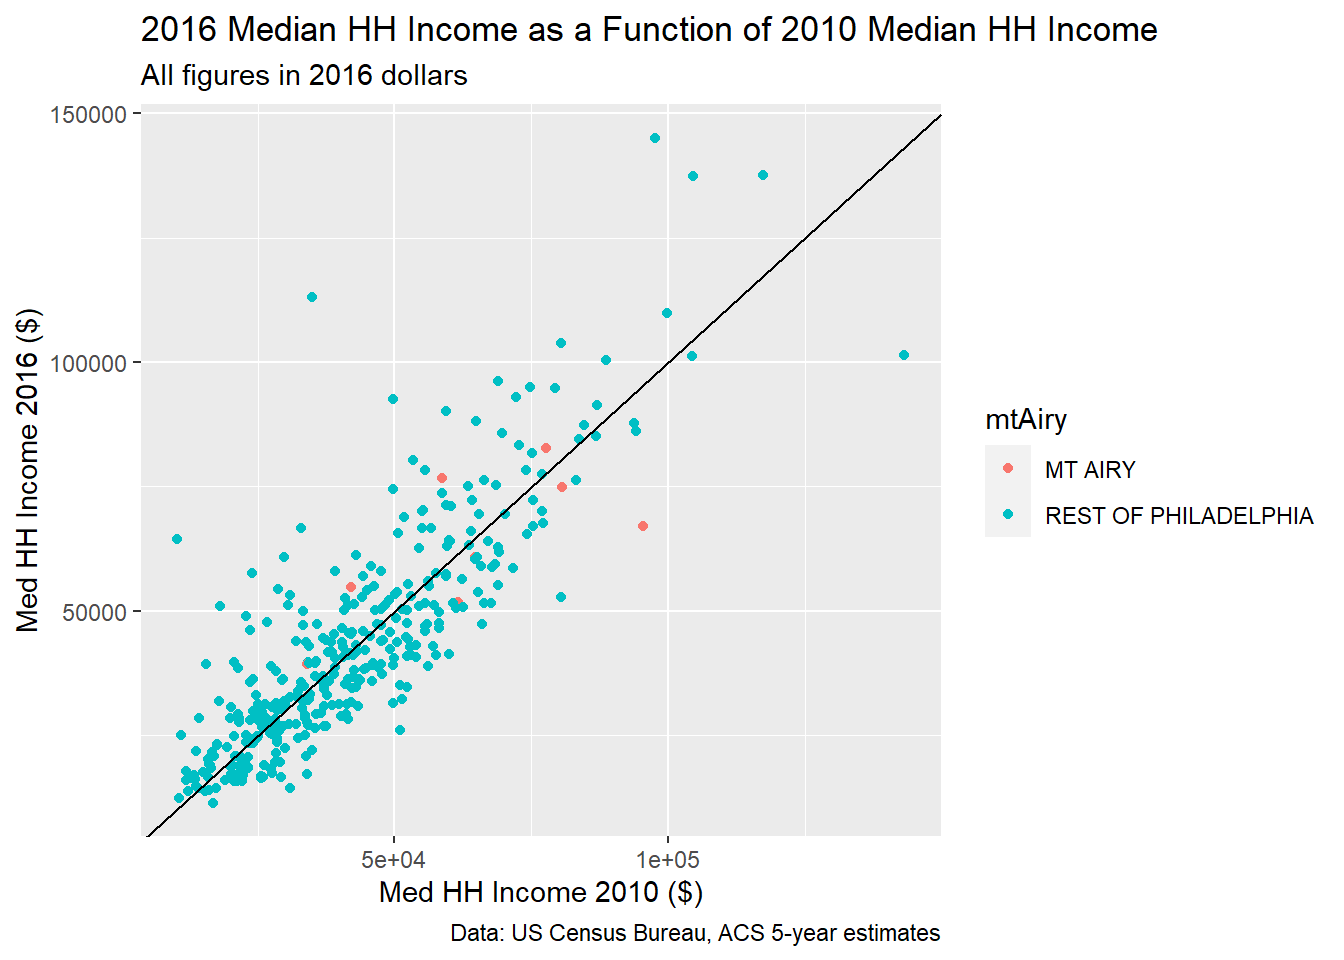 2016 Median HH Income as a Function of 2010 Median HH Income
All figures in 2016 dollars
150000
100000
50000
Med HH Income 2016 ($)
5e+04
1e+05
Med HH Income 2010 ($)
mtAiry
MT AIRY
REST OF PHILADELPHIA
Data: US Census Bureau, ACS 5-year estimates